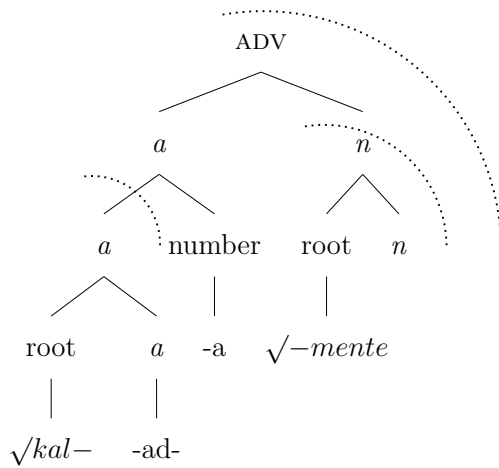 ADV
a n
a number root n
root a -a √−mente
√kal− -ad-